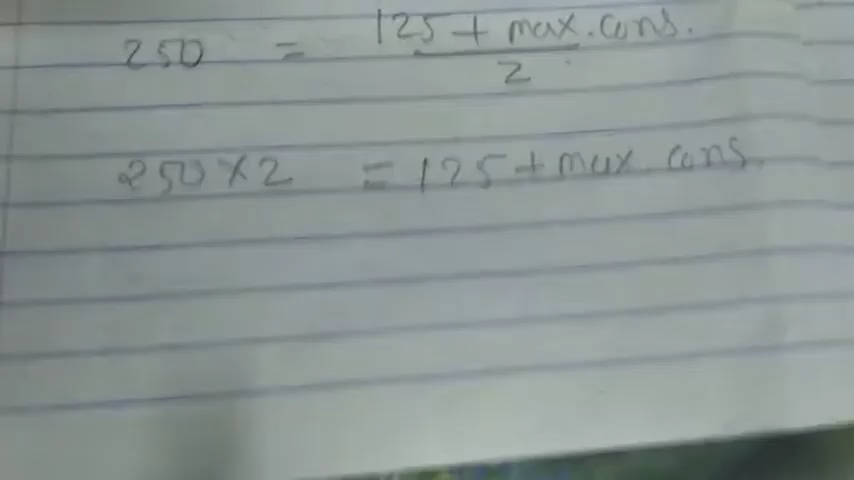 250 = 125 + max. cons. / 2
250 × 2 = 125 + max. cons.